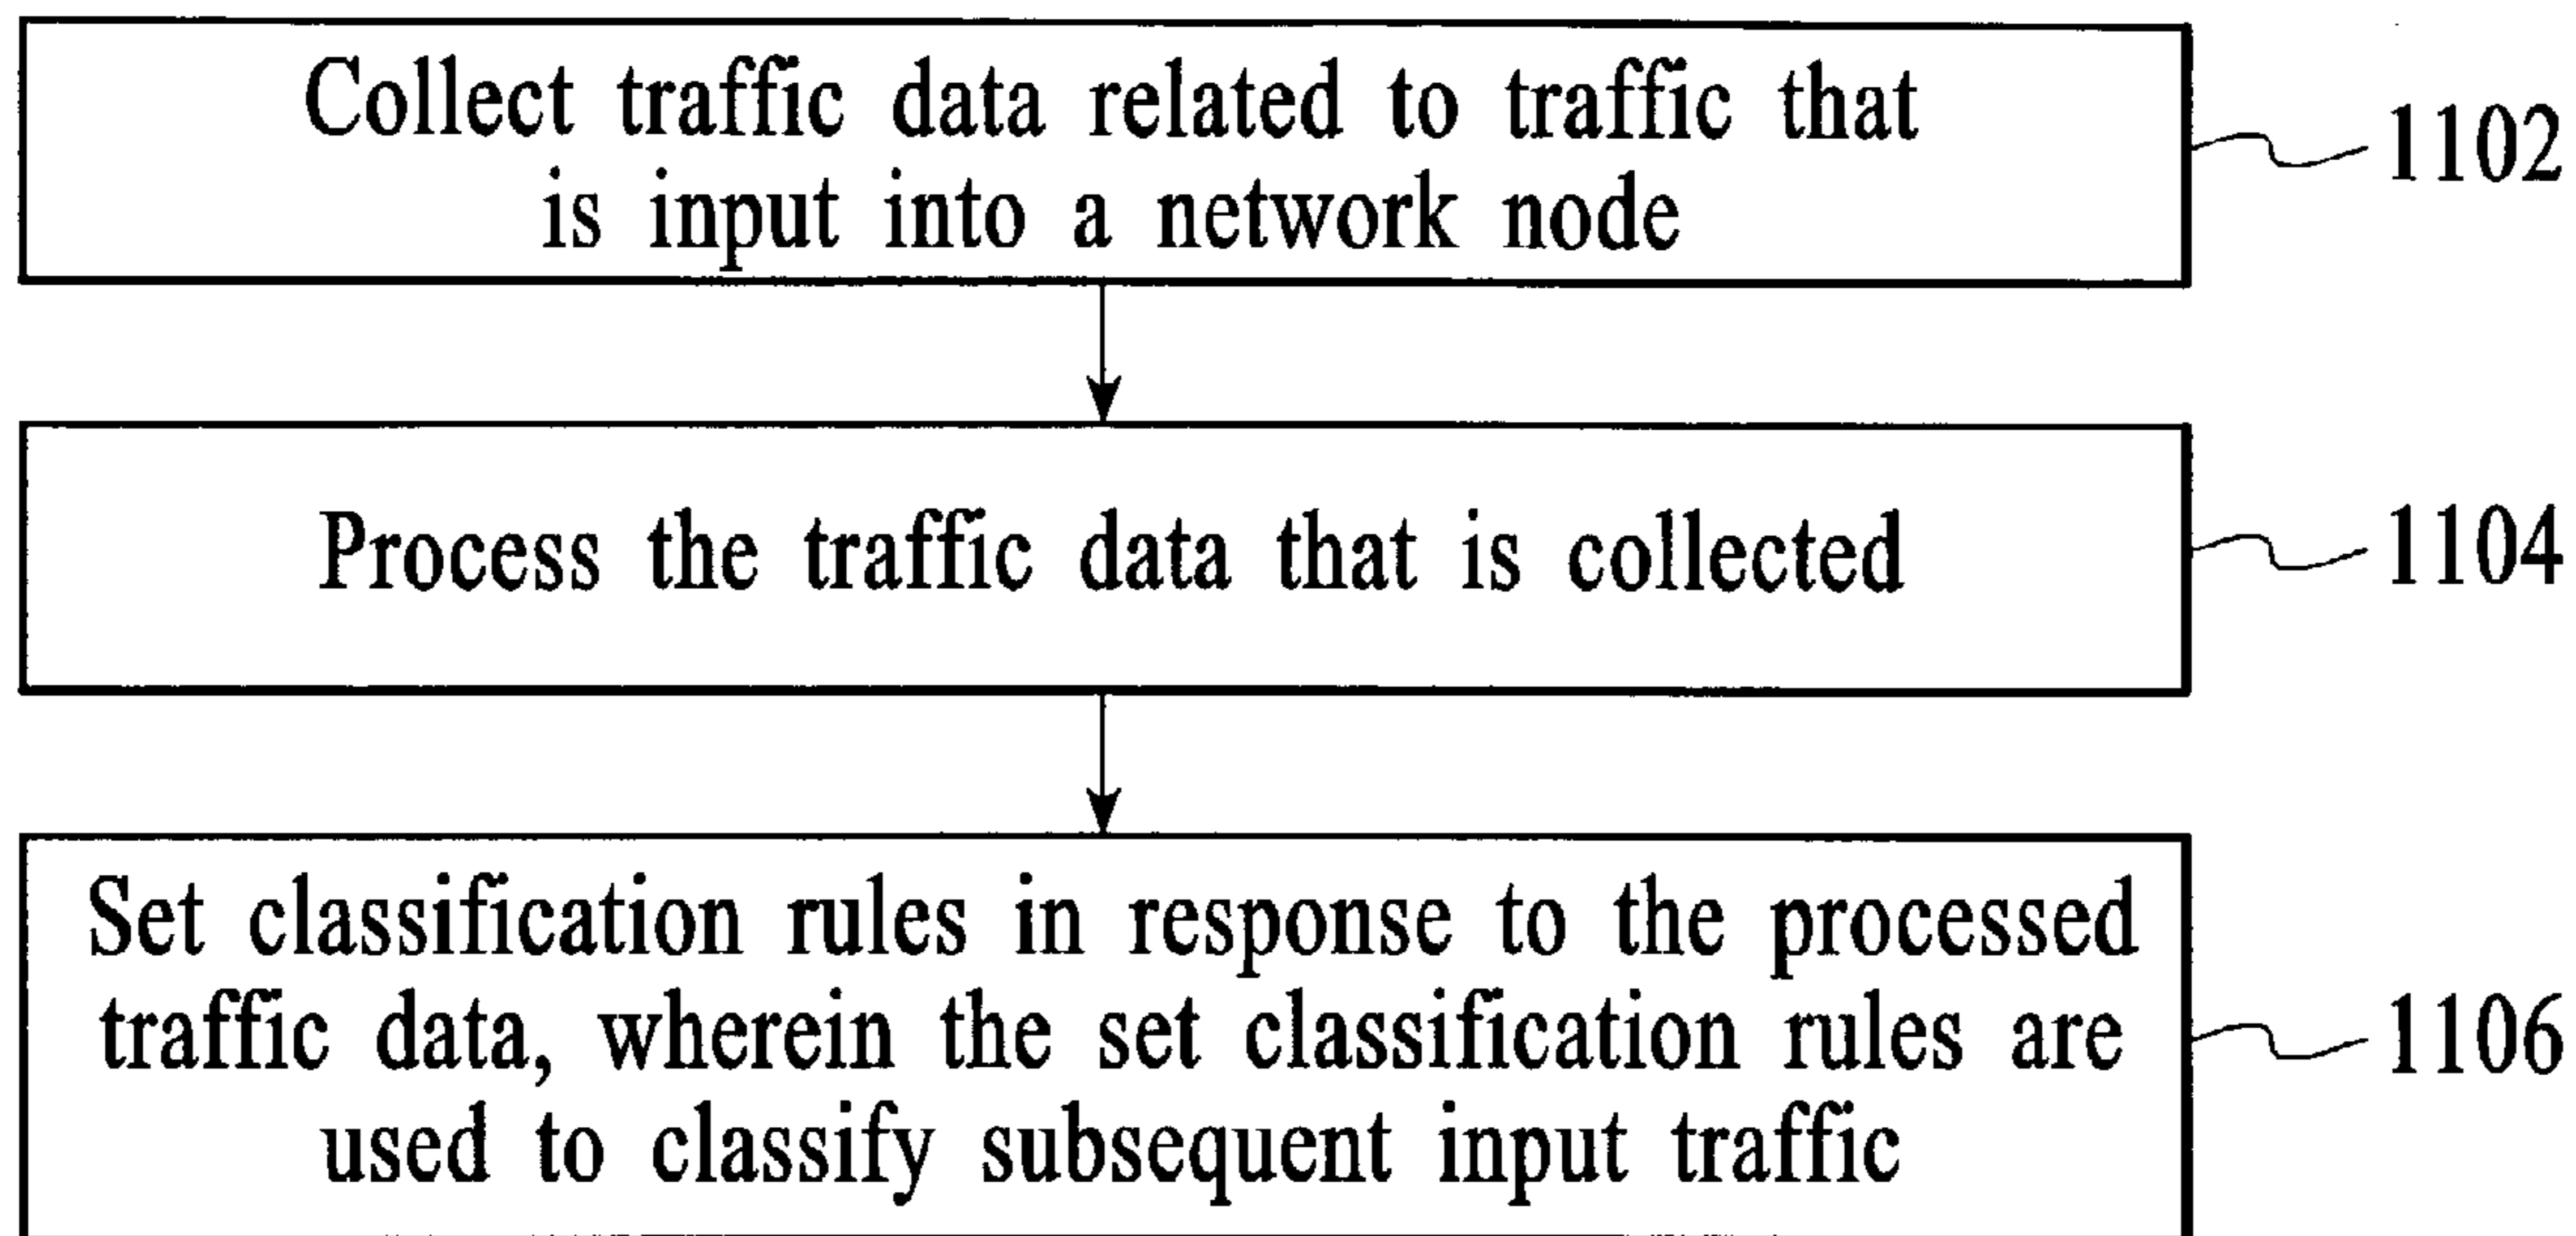 Collect traffic data related to traffic that
is input into a network node
1102
Process the traffic data that is collected
1104
Set classification rules in response to the processed
traffic data, wherein the set classification rules are
used to classify subsequent input traffic
1106